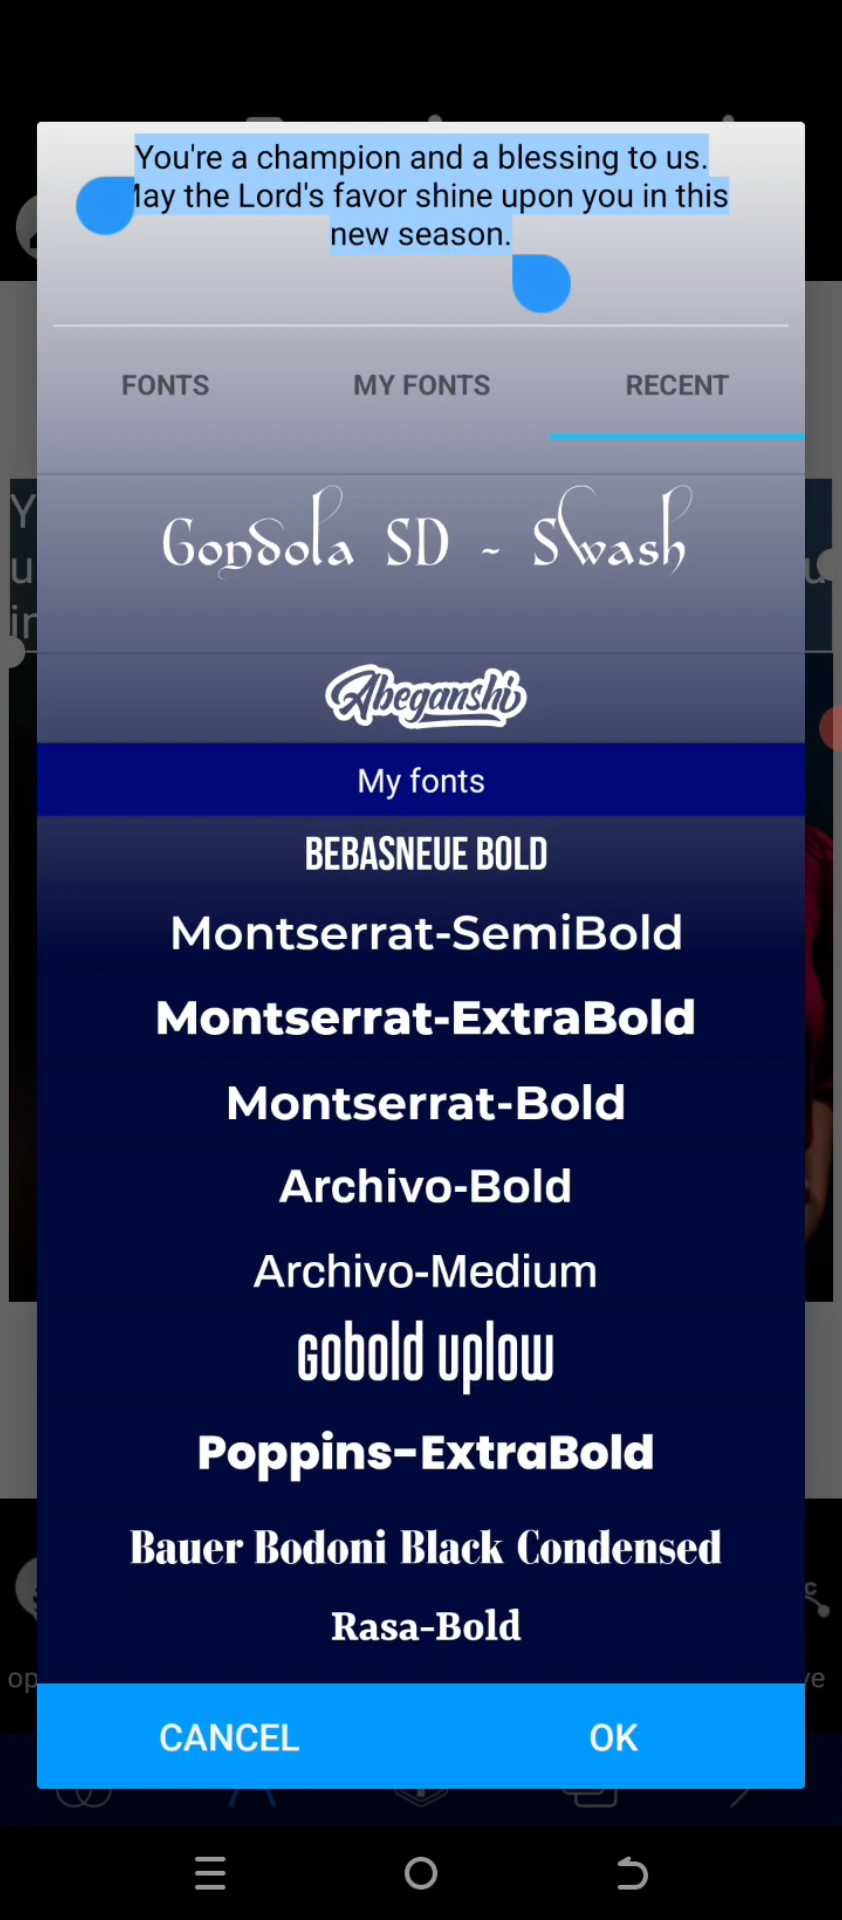 You're a champion and a blessing to us.
May the Lord's favor shine upon you in this
new season.
FONTS
MY FONTS
RECENT
Gondola SD - Swash
Abeganshi
My fonts
BEBASNEUE BOLD
Montserrat-SemiBold
Montserrat-ExtraBold
Montserrat-Bold
Archivo-Bold
Archivo-Medium
Gobold Uplow
Poppins-ExtraBold
Bauer Bodoni Black Condensed
Rasa-Bold
CANCEL
OK